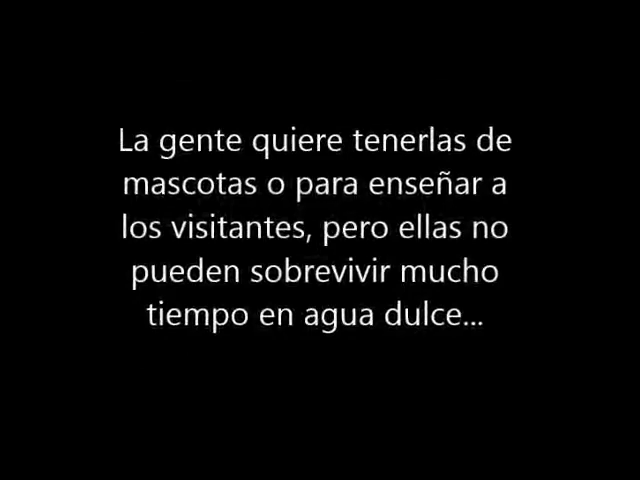 La gente quiere tenerlas de
mascotas o para enseñar a
los visitantes, pero ellas no
pueden sobrevivir mucho
tiempo en agua dulce...